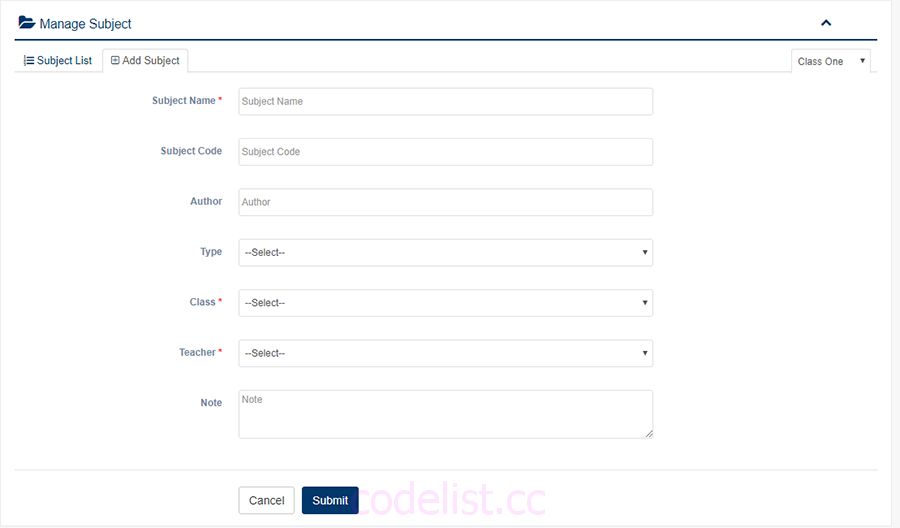 Manage Subject
Subject List Add Subject Class One
Subject Name * Subject Name
Subject Code Subject Code
Author Author
Type --Select--
Class * --Select--
Teacher * --Select--
Note Note
Cancel Submit codelist.cc